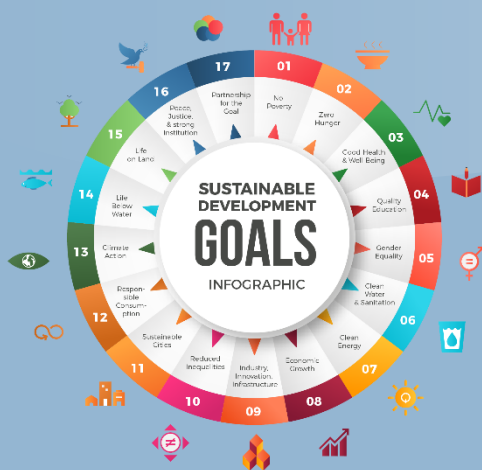 SUSTAINABLE
DEVELOPMENT
GOALS
INFOGRAPHIC
01
No
Poverty
02
Zero
Hunger
03
Good Health
& Well Being
04
Quality
Education
05
Gender
Equality
06
Clean
Water
& Sanitation
07
Clean
Energy
08
Economic
Growth
09
Industry,
Innovation,
Infrastructure
10
Reduced
Inequalities
11
Sustainable
Cities
12
Respon-
sible
Consum-
ption
13
Climate
Action
14
Life
Below
Water
15
Life
on Land
16
Peace,
Justice,
& strong
Institution
17
Partnership
for the
Goal